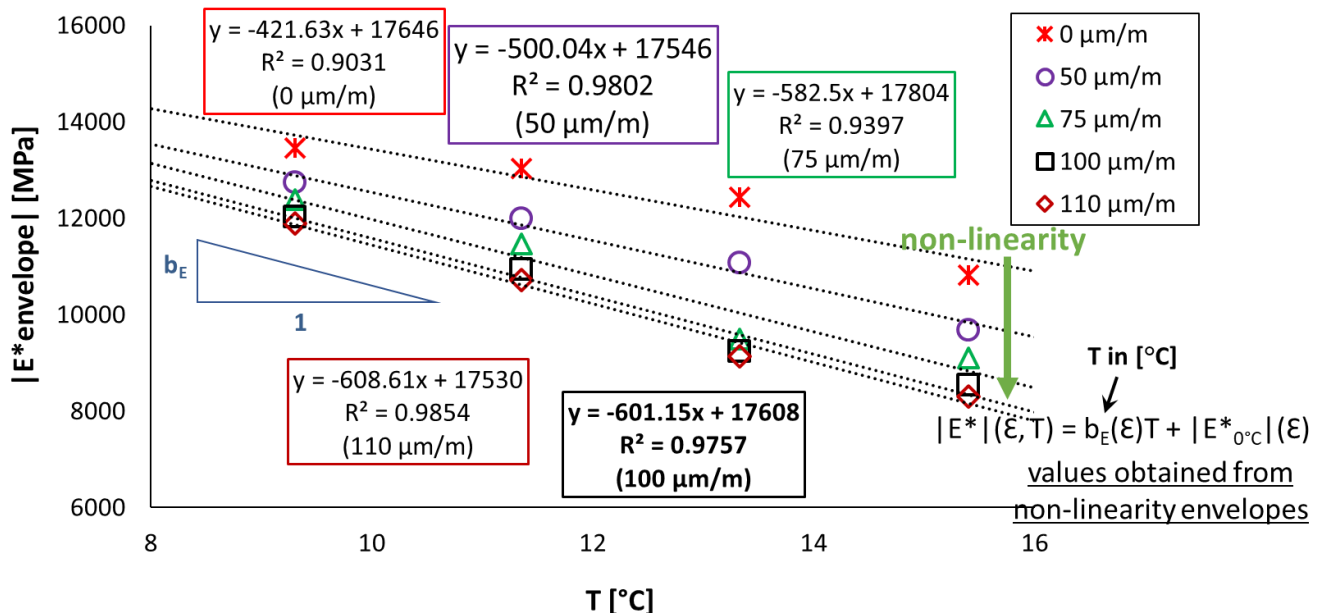 16000
14000
12000
10000
8000
6000
|E*envelope| [MPa]
y = -421.63x + 17646
R² = 0.9031
(0 μm/m)
y = -500.04x + 17546
R² = 0.9802
(50 μm/m)
y = -582.5x + 17804
R² = 0.9397
(75 μm/m)
0 μm/m
50 μm/m
75 μm/m
100 μm/m
110 μm/m
non-linearity
bE
1
y = -608.61x + 17530
R² = 0.9854
(110 μm/m)
y = -601.15x + 17608
R² = 0.9757
(100 μm/m)
T in [°C]
|E*|(Ɛ,T) = bE(Ɛ)T + |E*0°C|(Ɛ)
values obtained from
non-linearity envelopes
8 10 12 14 16
T [°C]